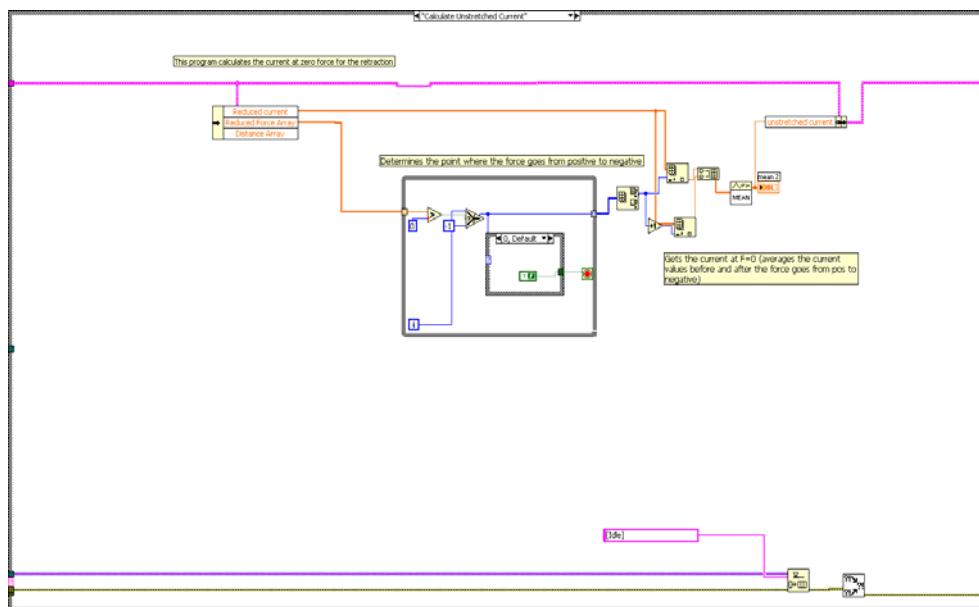 "Calculate Unstretched Current"
This program calculates the current at zero force for the retraction
Reduced current
Reduced Force Array
Distance Array
unstretched current
Determines the point where the force goes from positive to negative
mean 2
MEAN
0, Default
Gets the current at F=0 (averages the current
values before and after the force goes from pos to
negative)
i
[Idle]